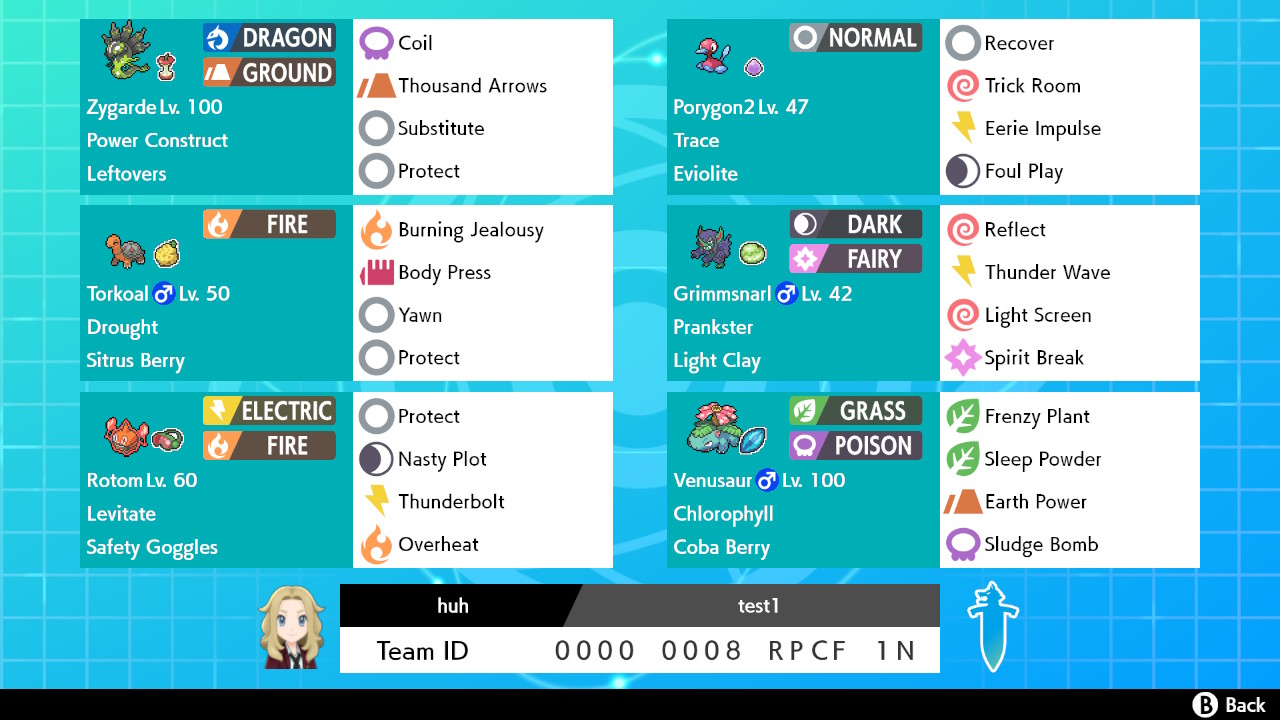 DRAGON
GROUND
Zygarde Lv. 100
Power Construct
Leftovers
Coil
Thousand Arrows
Substitute
Protect
NORMAL
Porygon2 Lv. 47
Trace
Eviolite
Recover
Trick Room
Eerie Impulse
Foul Play
FIRE
Torkoal ♂ Lv. 50
Drought
Sitrus Berry
Burning Jealousy
Body Press
Yawn
Protect
DARK
FAIRY
Grimmsnarl ♂ Lv. 42
Prankster
Light Clay
Reflect
Thunder Wave
Light Screen
Spirit Break
ELECTRIC
FIRE
Rotom Lv. 60
Levitate
Safety Goggles
Protect
Nasty Plot
Thunderbolt
Overheat
GRASS
POISON
Venusaur ♂ Lv. 100
Chlorophyll
Coba Berry
Frenzy Plant
Sleep Powder
Earth Power
Sludge Bomb
huh test1
Team ID 0000 0008 RPCF 1N
B Back